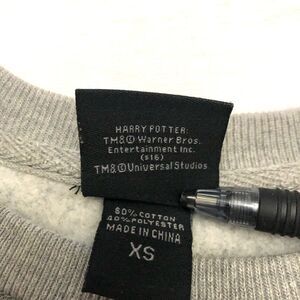 HARRY POTTER:
TM&© Warner Bros.
Entertainment Inc.
(s16)
TM&©Universal Studios
60% COTTON
40% POLYESTER
MADE IN CHINA
XS